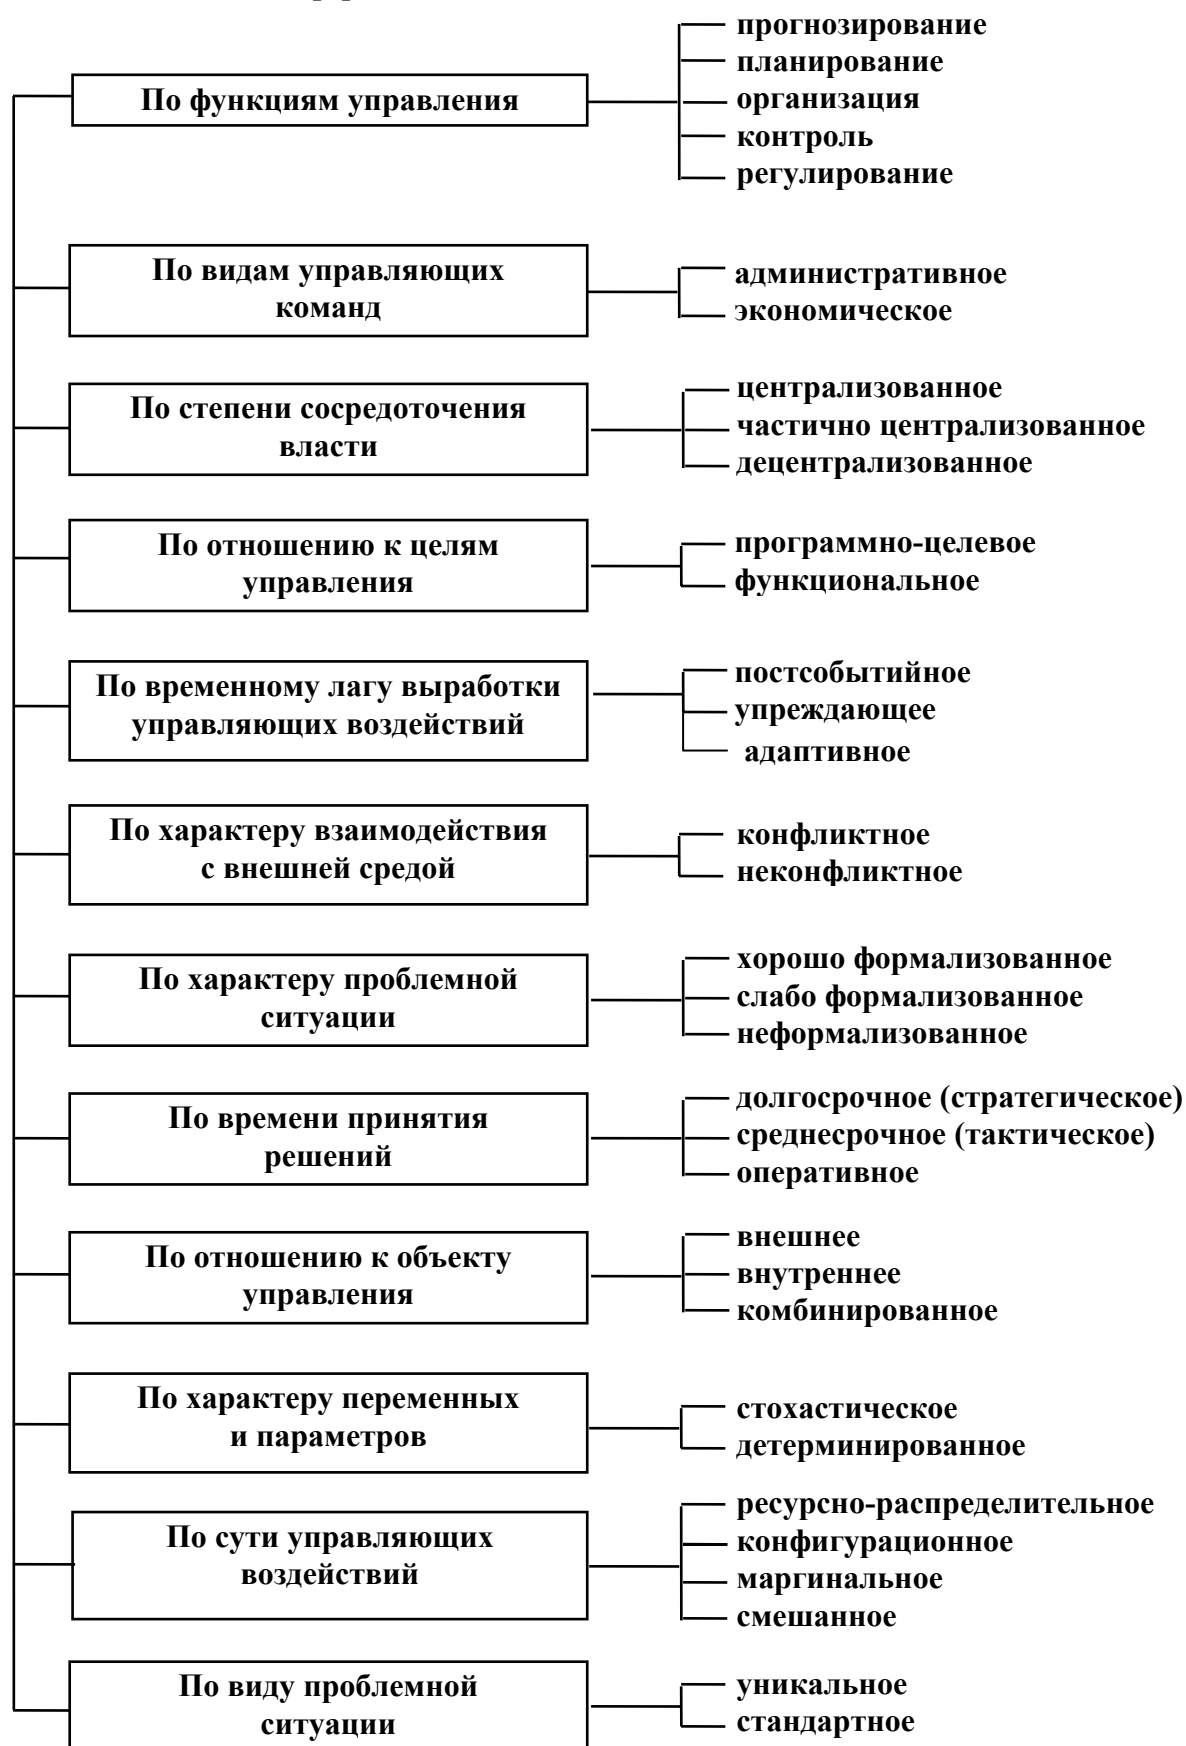 прогнозирование
планирование
По функциям управления
организация
контроль
регулирование
По видам управляющих
команд
административное
экономическое
По степени сосредоточения
власти
централизованное
частично централизованное
децентрализованное
По отношению к целям
управления
программно-целевое
функциональное
По временному лагу выработки
управляющих воздействий
постсобытийное
упреждающее
адаптивное
По характеру взаимодействия
с внешней средой
конфликтное
неконфликтное
По характеру проблемной
ситуации
хорошо формализованное
слабо формализованное
неформализованное
По времени принятия
решений
долгосрочное (стратегическое)
среднесрочное (тактическое)
оперативное
По отношению к объекту
управления
внешнее
внутреннее
комбинированное
По характеру переменных
и параметров
стохастическое
детерминированное
По сути управляющих
воздействий
ресурсно-распределительное
конфигурационное
маргинальное
смешанное
По виду проблемной
ситуации
уникальное
стандартное